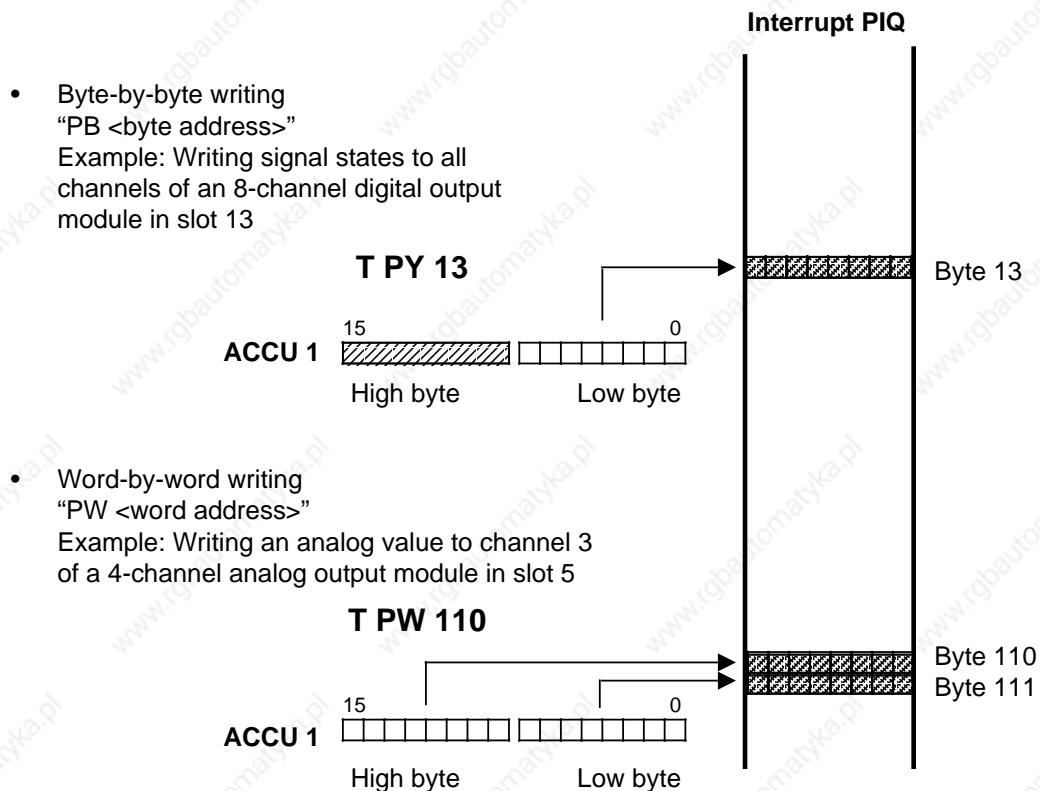 Interrupt PIQ
• Byte-by-byte writing
“PB <byte address>”
Example: Writing signal states to all
channels of an 8-channel digital output
module in slot 13
T PY 13
Byte 13
15 0
ACCU 1
High byte Low byte
• Word-by-word writing
“PW <word address>”
Example: Writing an analog value to channel 3
of a 4-channel analog output module in slot 5
T PW 110
Byte 110
Byte 111
15 0
ACCU 1
High byte Low byte
www.rgbautomatyka.pl